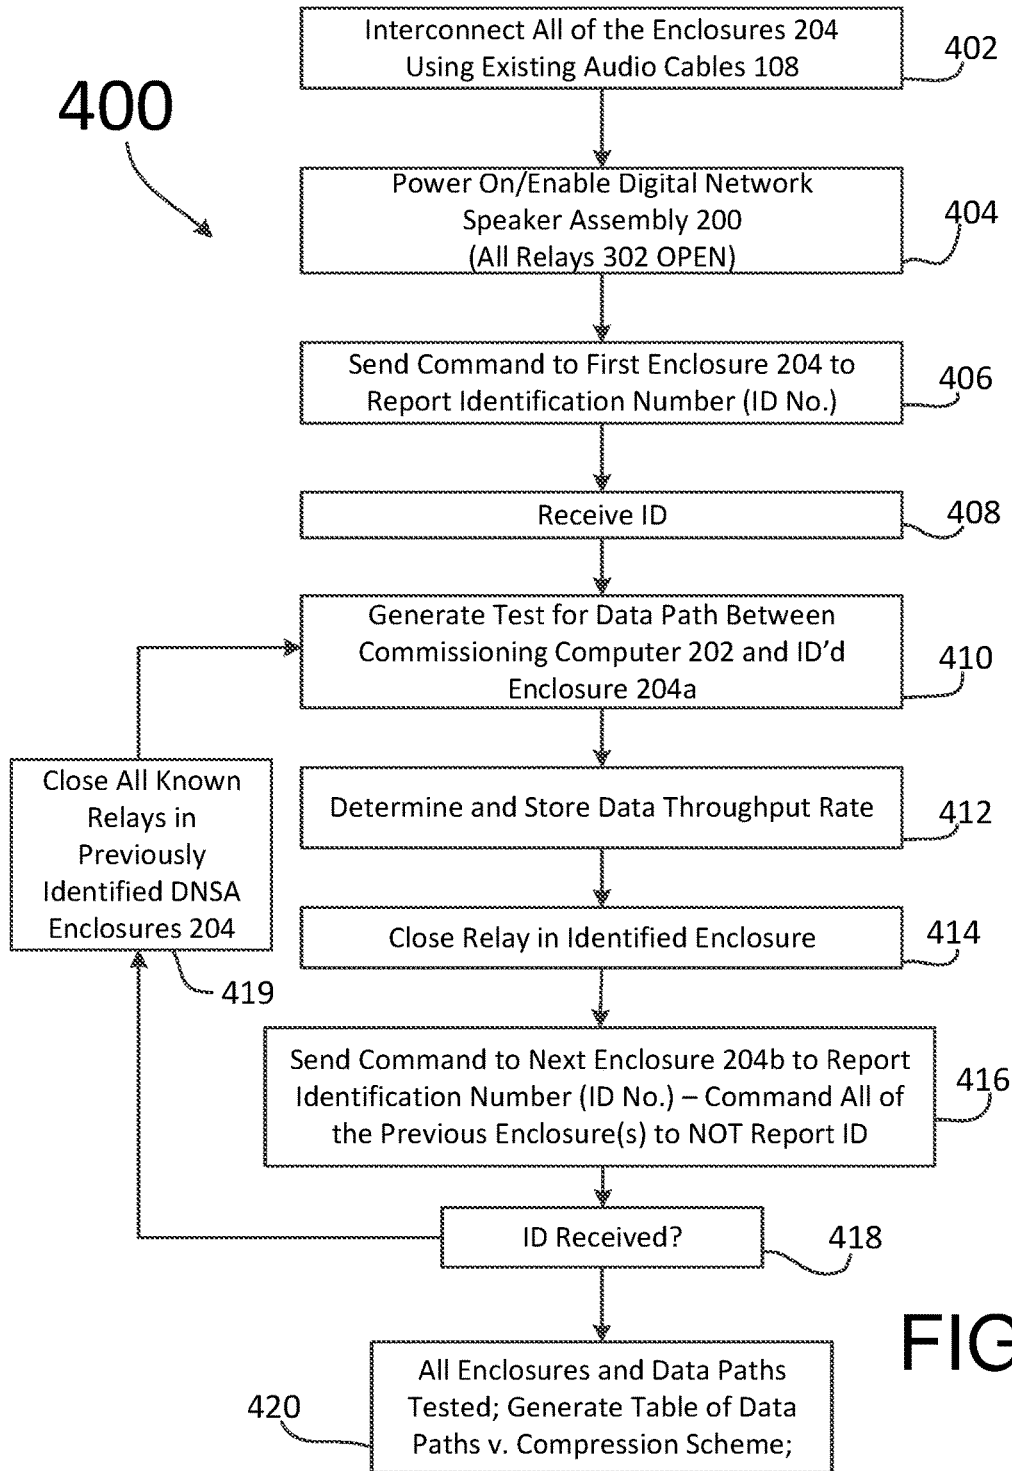 400
Interconnect All of the Enclosures 204
Using Existing Audio Cables 108
402
Power On/Enable Digital Network
Speaker Assembly 200
(All Relays 302 OPEN)
404
Send Command to First Enclosure 204 to
Report Identification Number (ID No.)
406
Receive ID
408
Generate Test for Data Path Between
Commissioning Computer 202 and ID'd
Enclosure 204a
410
Determine and Store Data Throughput Rate
412
Close Relay in Identified Enclosure
414
Close All Known
Relays in
Previously
Identified DNSA
Enclosures 204
419
Send Command to Next Enclosure 204b to Report
Identification Number (ID No.) – Command All of
the Previous Enclosure(s) to NOT Report ID
416
ID Received?
418
All Enclosures and Data Paths
Tested; Generate Table of Data
Paths v. Compression Scheme;
420
FIG